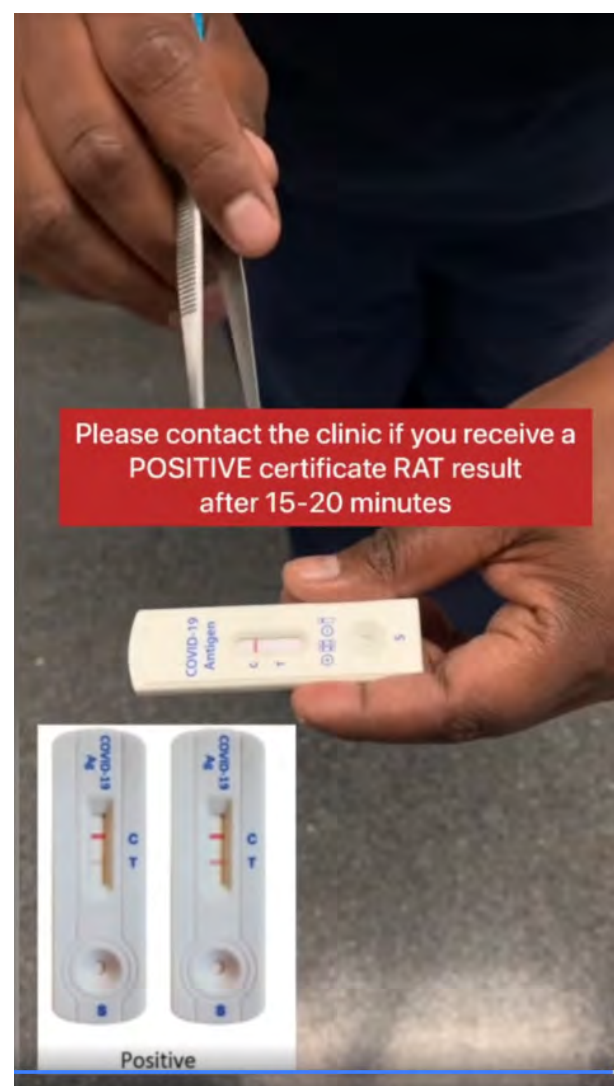 Please contact the clinic if you receive a
POSITIVE certificate RAT result
after 15-20 minutes
COVID-19
Antigen
C
T
S
COVID-19
Ag
C
T
S
COVID-19
Ag
C
T
S
Positive